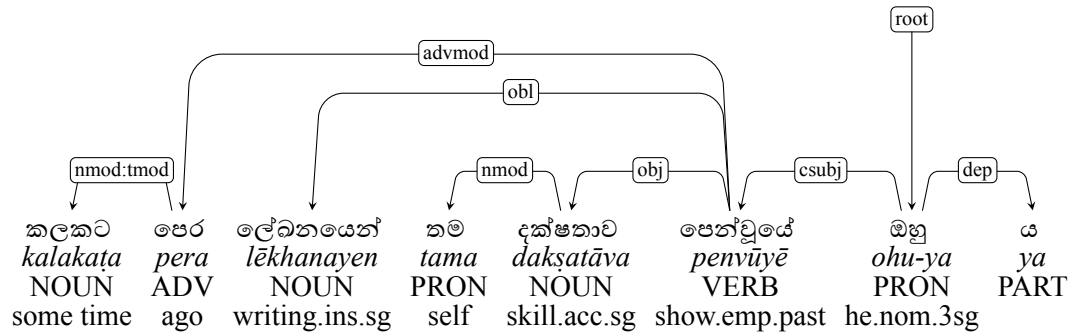 root
advmod
obl
nmod:tmod nmod obj csubj dep
කලකට පෙර ලේඛනයෙන් තම දක්ෂතාව පෙන්වූයේ ඔහු ය
kalakaṭa pera lēkhanayen tama dakṣatāva penvūyē ohu-ya ya
NOUN ADV NOUN PRON NOUN VERB PRON PART
some time ago writing.ins.sg self skill.acc.sg show.emp.past he.nom.3sg